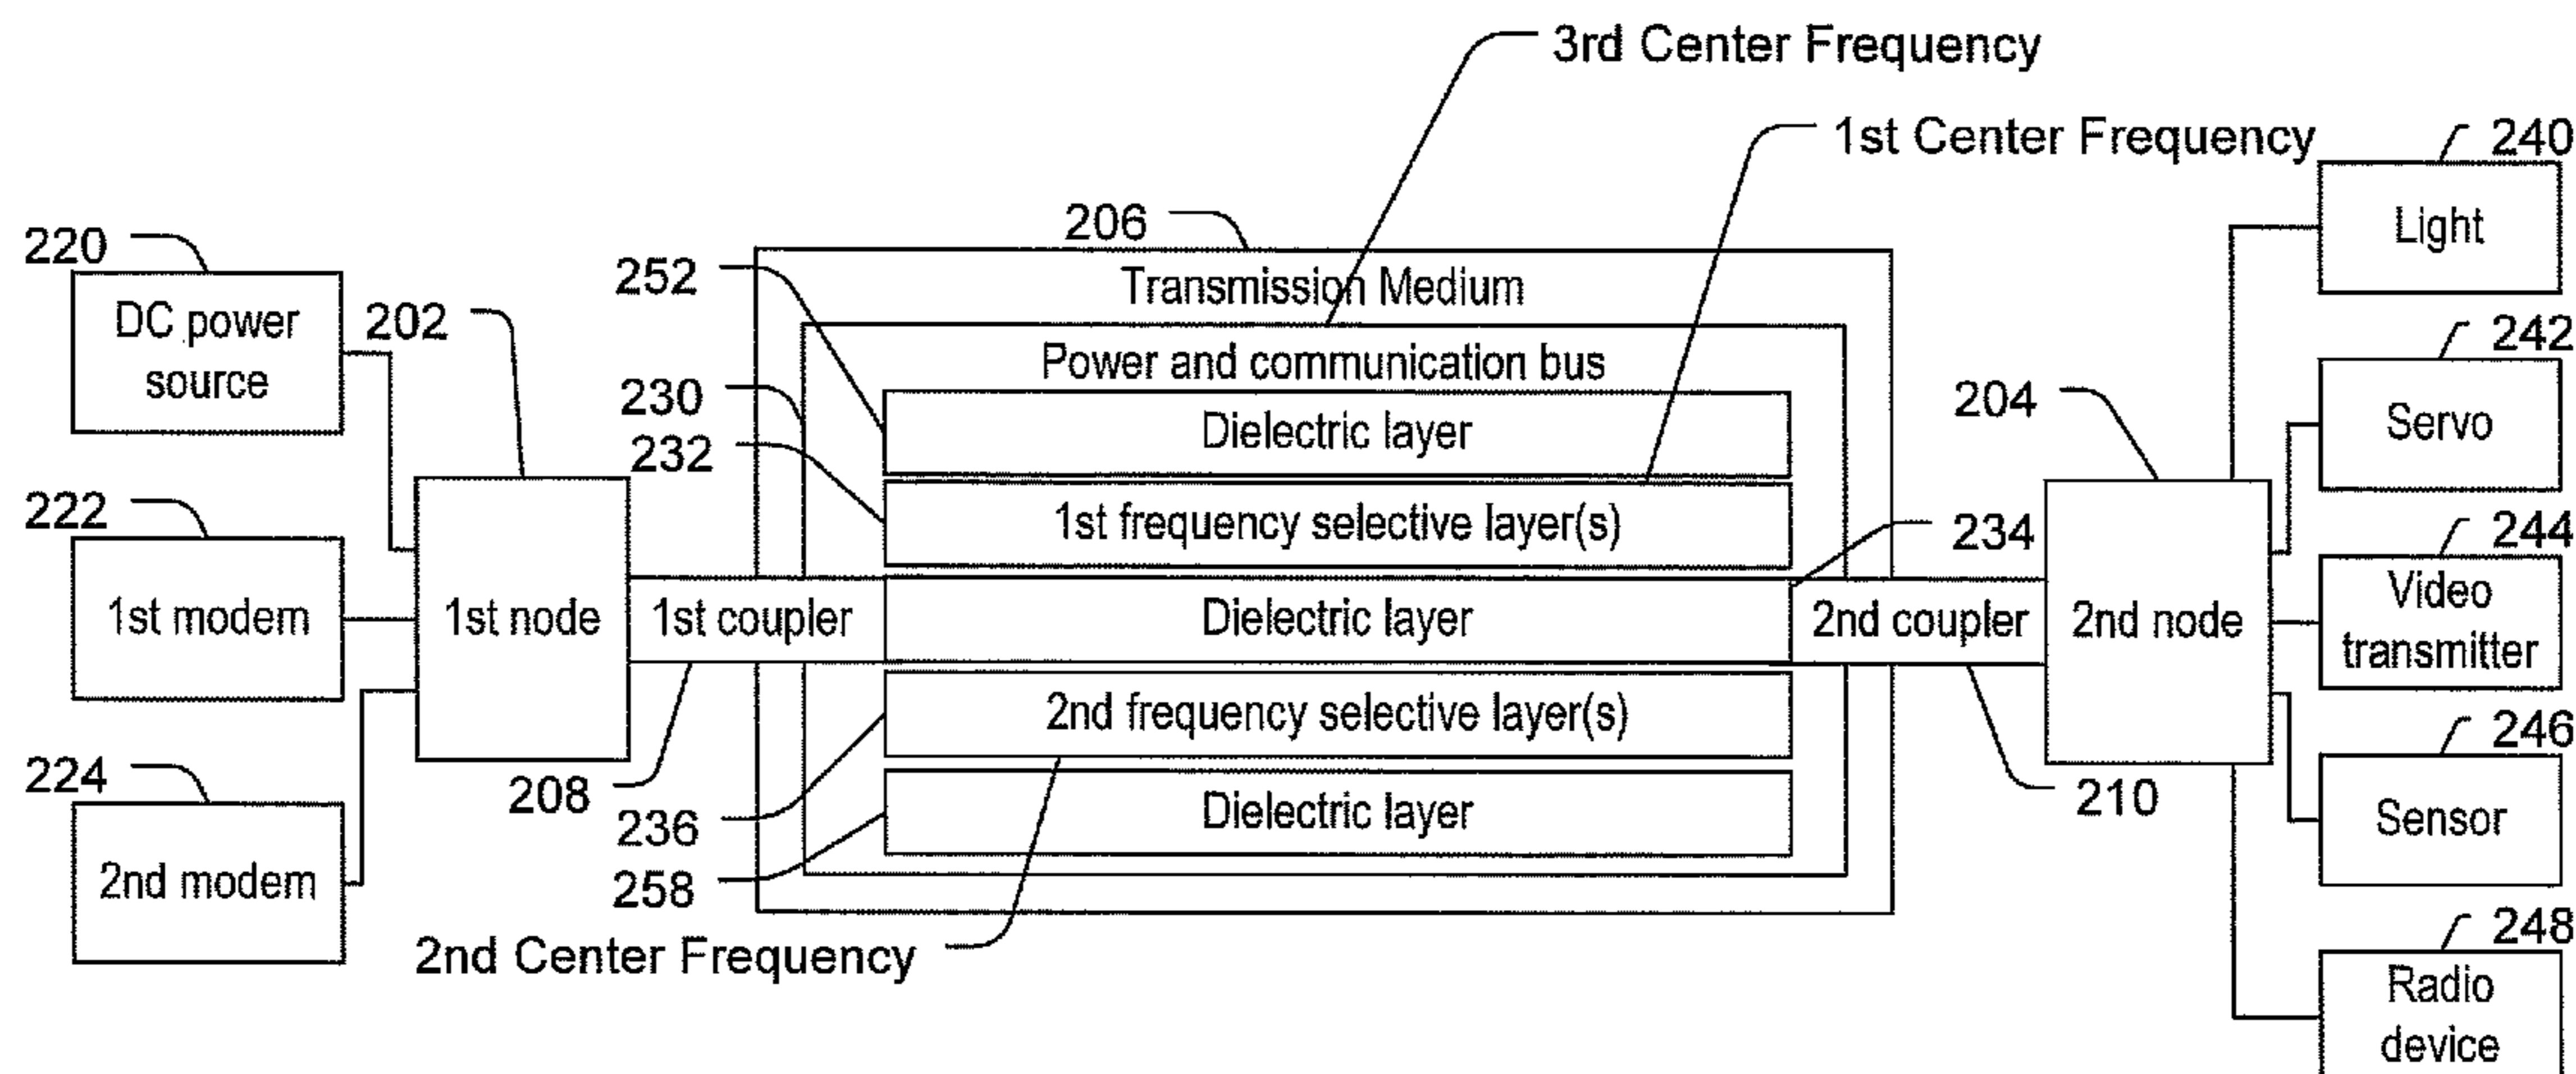 3rd Center Frequency
1st Center Frequency
240
Light
206
220
252
Transmission Medium
DC power
source
202
242
Servo
230
Power and communication bus
204
Dielectric layer
232
222
1st frequency selective layer(s)
234
244
Video
transmitter
1st modem
1st node
1st coupler
Dielectric layer
2nd coupler
2nd node
224
208
2nd frequency selective layer(s)
246
Sensor
210
236
Dielectric layer
2nd modem
258
2nd Center Frequency
248
Radio
device